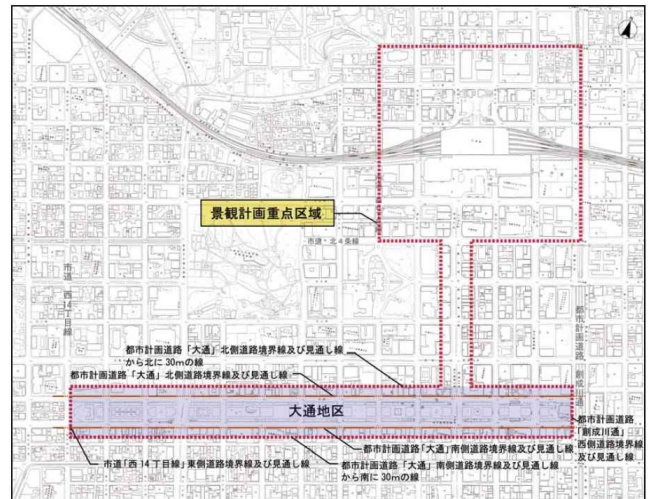 景観計画重点区域
市道・北4条線
市道・西14丁目線
都市計画道路 創成川通
都市計画道路「大通」北側道路境界線及び見通し線
から北に30mの線
都市計画道路「大通」北側道路境界線及び見通し線
大通地区
都市計画道路
「創成川通」
西側道路境界線
及び見通し線
都市計画道路「大通」南側道路境界線及び見通し線
市道「西14丁目線」東側道路境界線及び見通し線
都市計画道路「大通」南側道路境界線及び見通し線
から南に30mの線